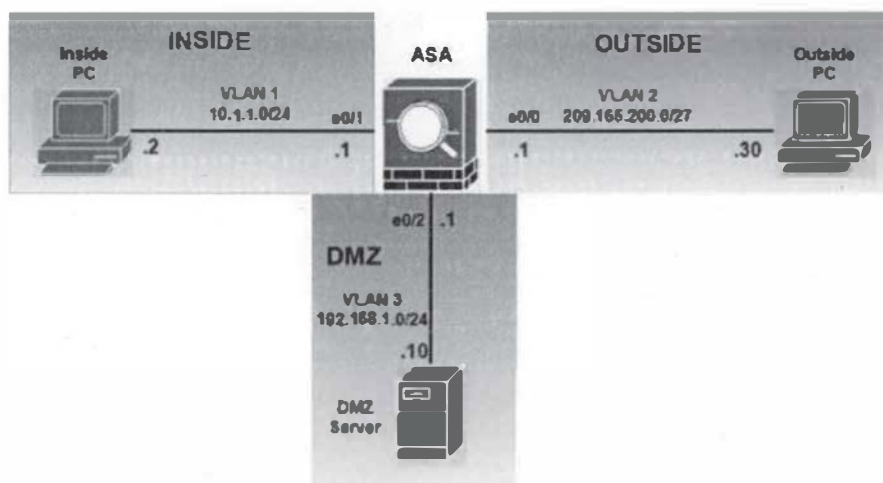 INSIDE
Inside
PC
VLAN 1
10.1.1.0/24
e0/1
.2
.1
ASA
OUTSIDE
Outside
PC
VLAN 2
e0/0
209.165.200.0/27
.1
.30
e0/2
.1
DMZ
VLAN 3
192.168.1.0/24
.10
DMZ
Server